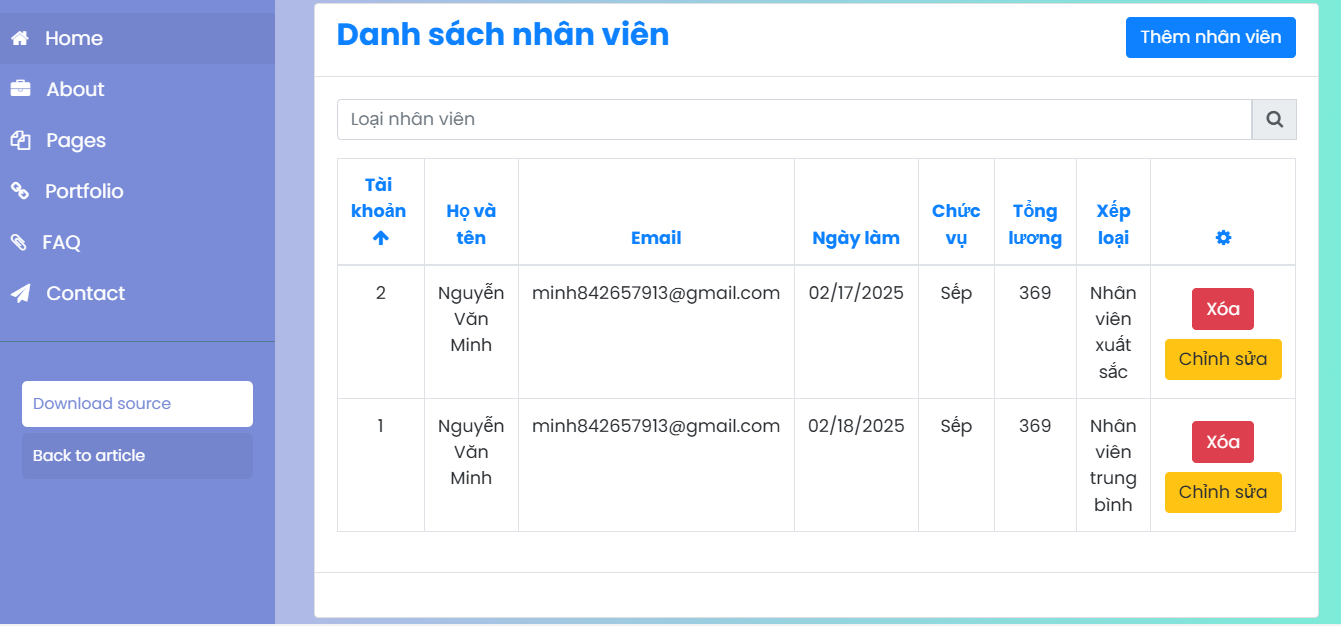 Home
About
Pages
Portfolio
FAQ
Contact
Download source
Back to article
Danh sách nhân viên
Thêm nhân viên
Loại nhân viên
Tài
khoản
Họ và
tên
Email
Ngày làm
Chức
vụ
Tổng
lương
Xếp
loại
2
Nguyễn
Văn
Minh
minh842657913@gmail.com
02/17/2025
Sếp
369
Nhân
viên
xuất
sắc
Xóa
Chỉnh sửa
1
Nguyễn
Văn
Minh
minh842657913@gmail.com
02/18/2025
Sếp
369
Nhân
viên
trung
bình
Xóa
Chỉnh sửa